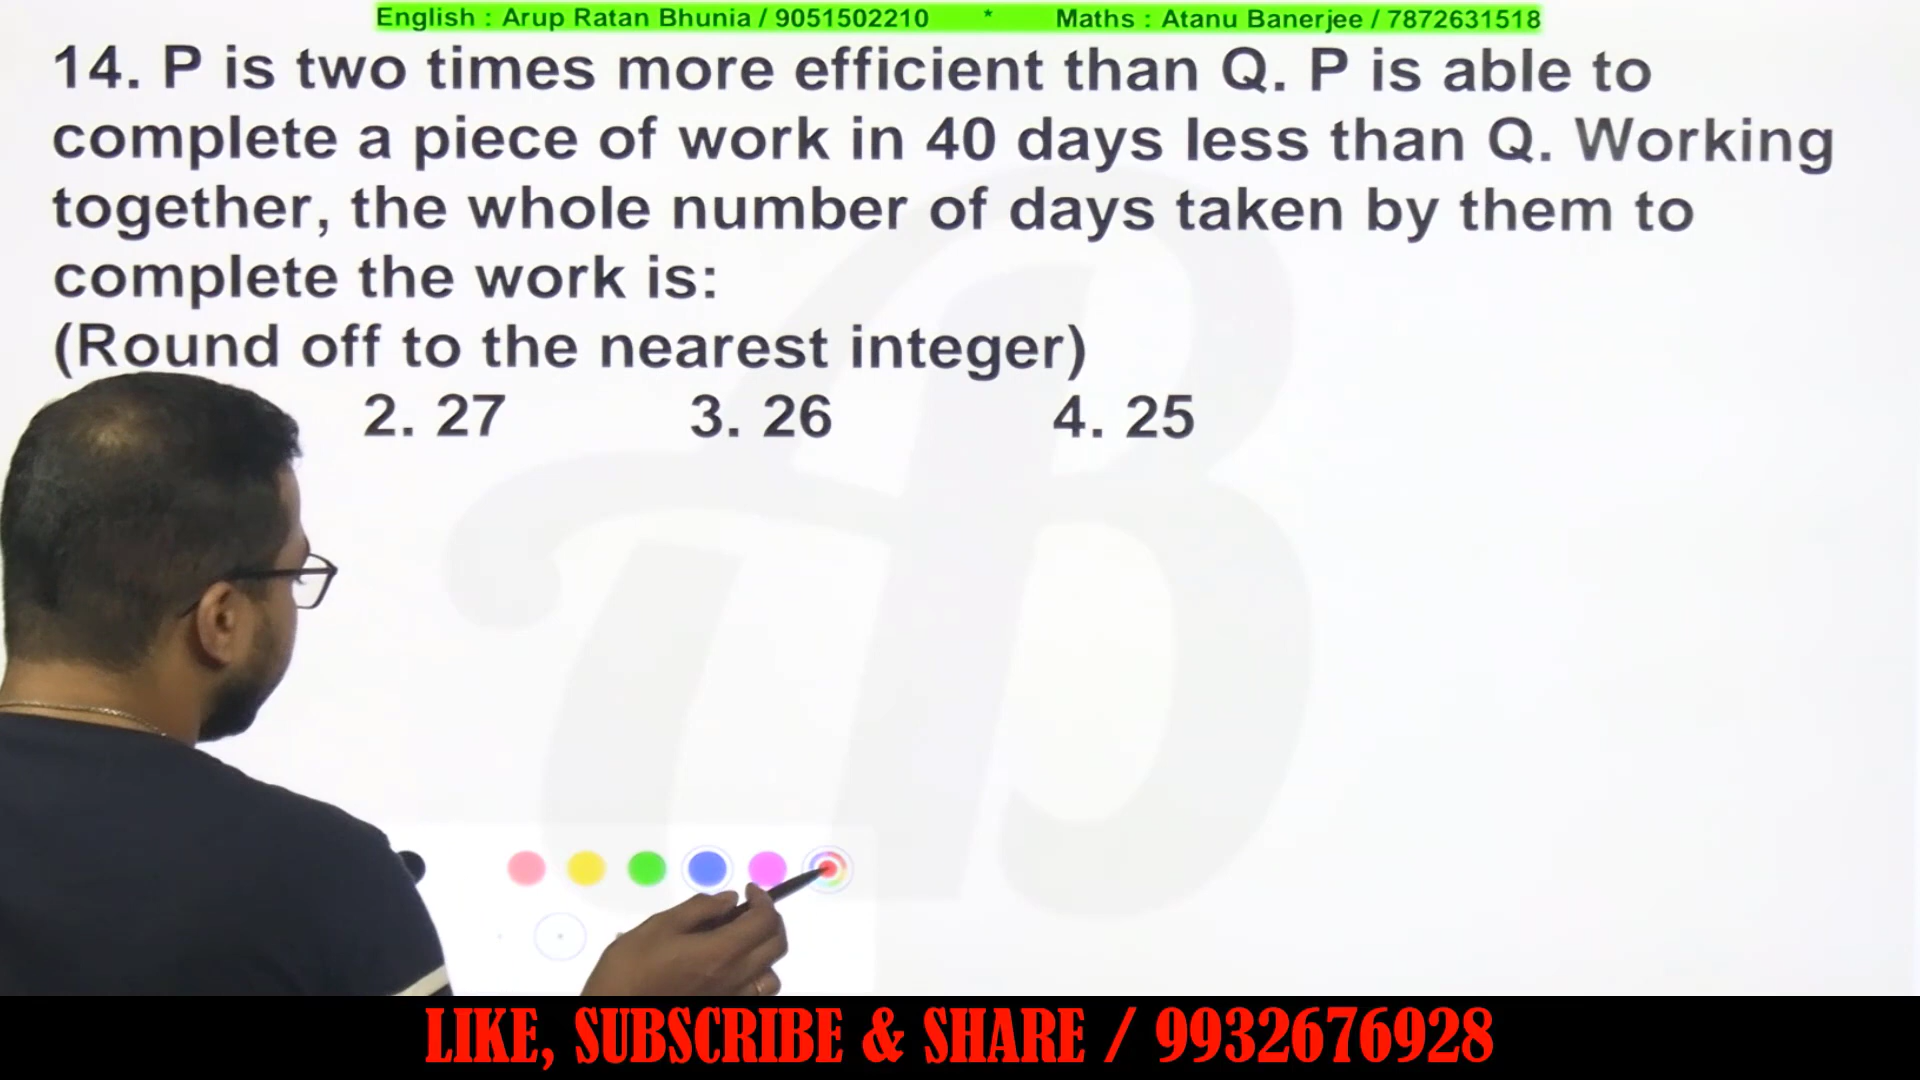 English : Arup Ratan Bhunia / 9051502210 * Maths : Atanu Banerjee / 7872631518
14. P is two times more efficient than Q. P is able to
complete a piece of work in 40 days less than Q. Working
together, the whole number of days taken by them to
complete the work is:
(Round off to the nearest integer)
2. 27 3. 26 4. 25
LIKE, SUBSCRIBE & SHARE / 9932676928